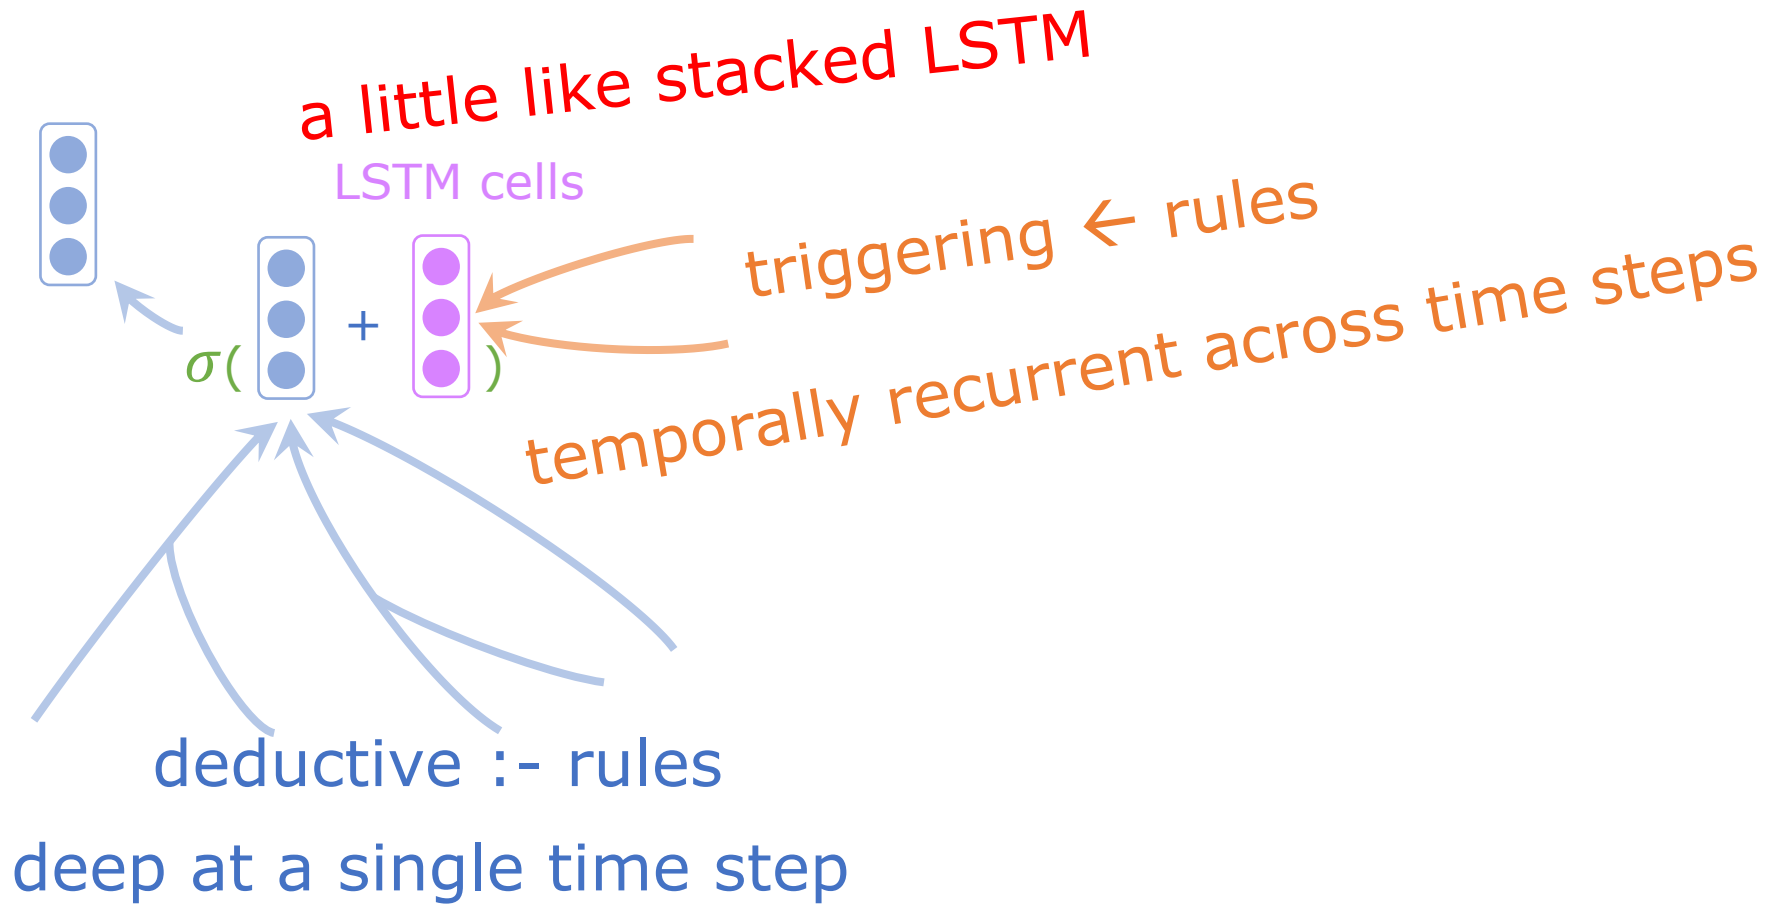 a little like stacked LSTM
LSTM cells
triggering ← rules
σ( + )
temporally recurrent across time steps
deductive :- rules
deep at a single time step